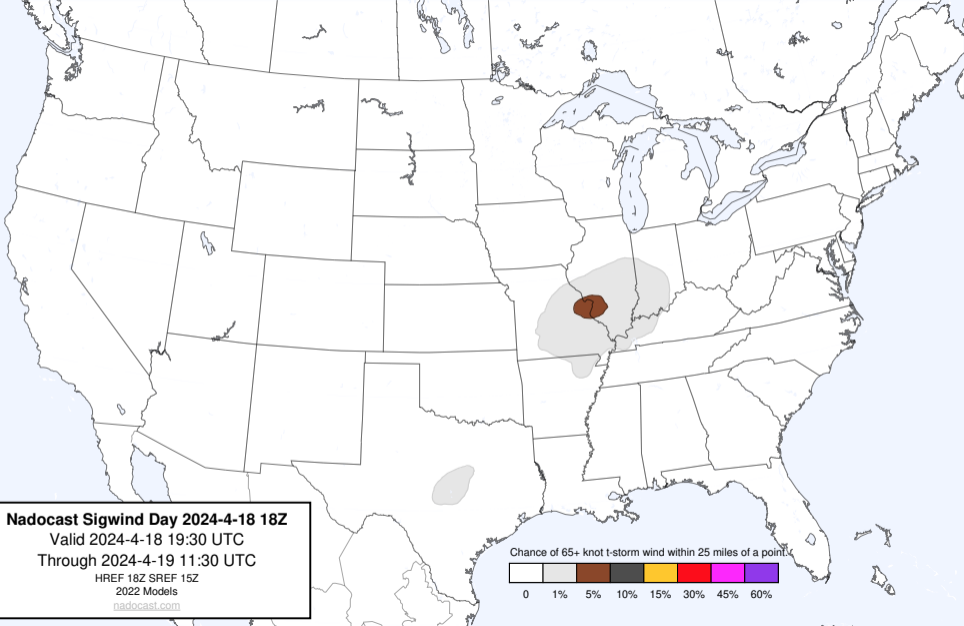 Nadocast Sigwind Day 2024-4-18 18Z
Valid 2024-4-18 19:30 UTC
Through 2024-4-19 11:30 UTC
HREF 18Z SREF 15Z
2022 Models
nadocast.com
Chance of 65+ knot t-storm wind within 25 miles of a point.
0 1% 5% 10% 15% 30% 45% 60%